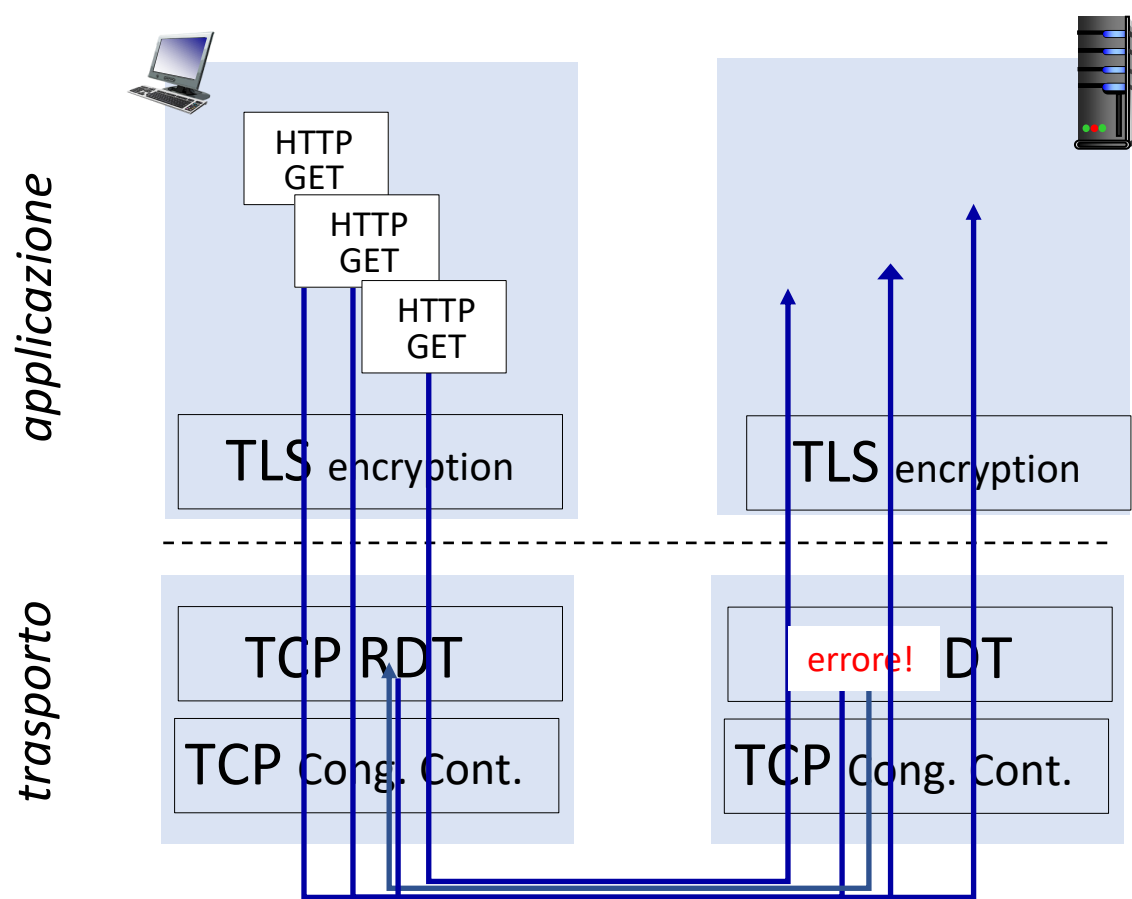 applicazione
HTTP
GET
HTTP
GET
HTTP
GET
TLS encryption
TLS encryption
trasporto
TCP RDT
errore! DT
TCP Cong. Cont.
TCP Cong. Cont.